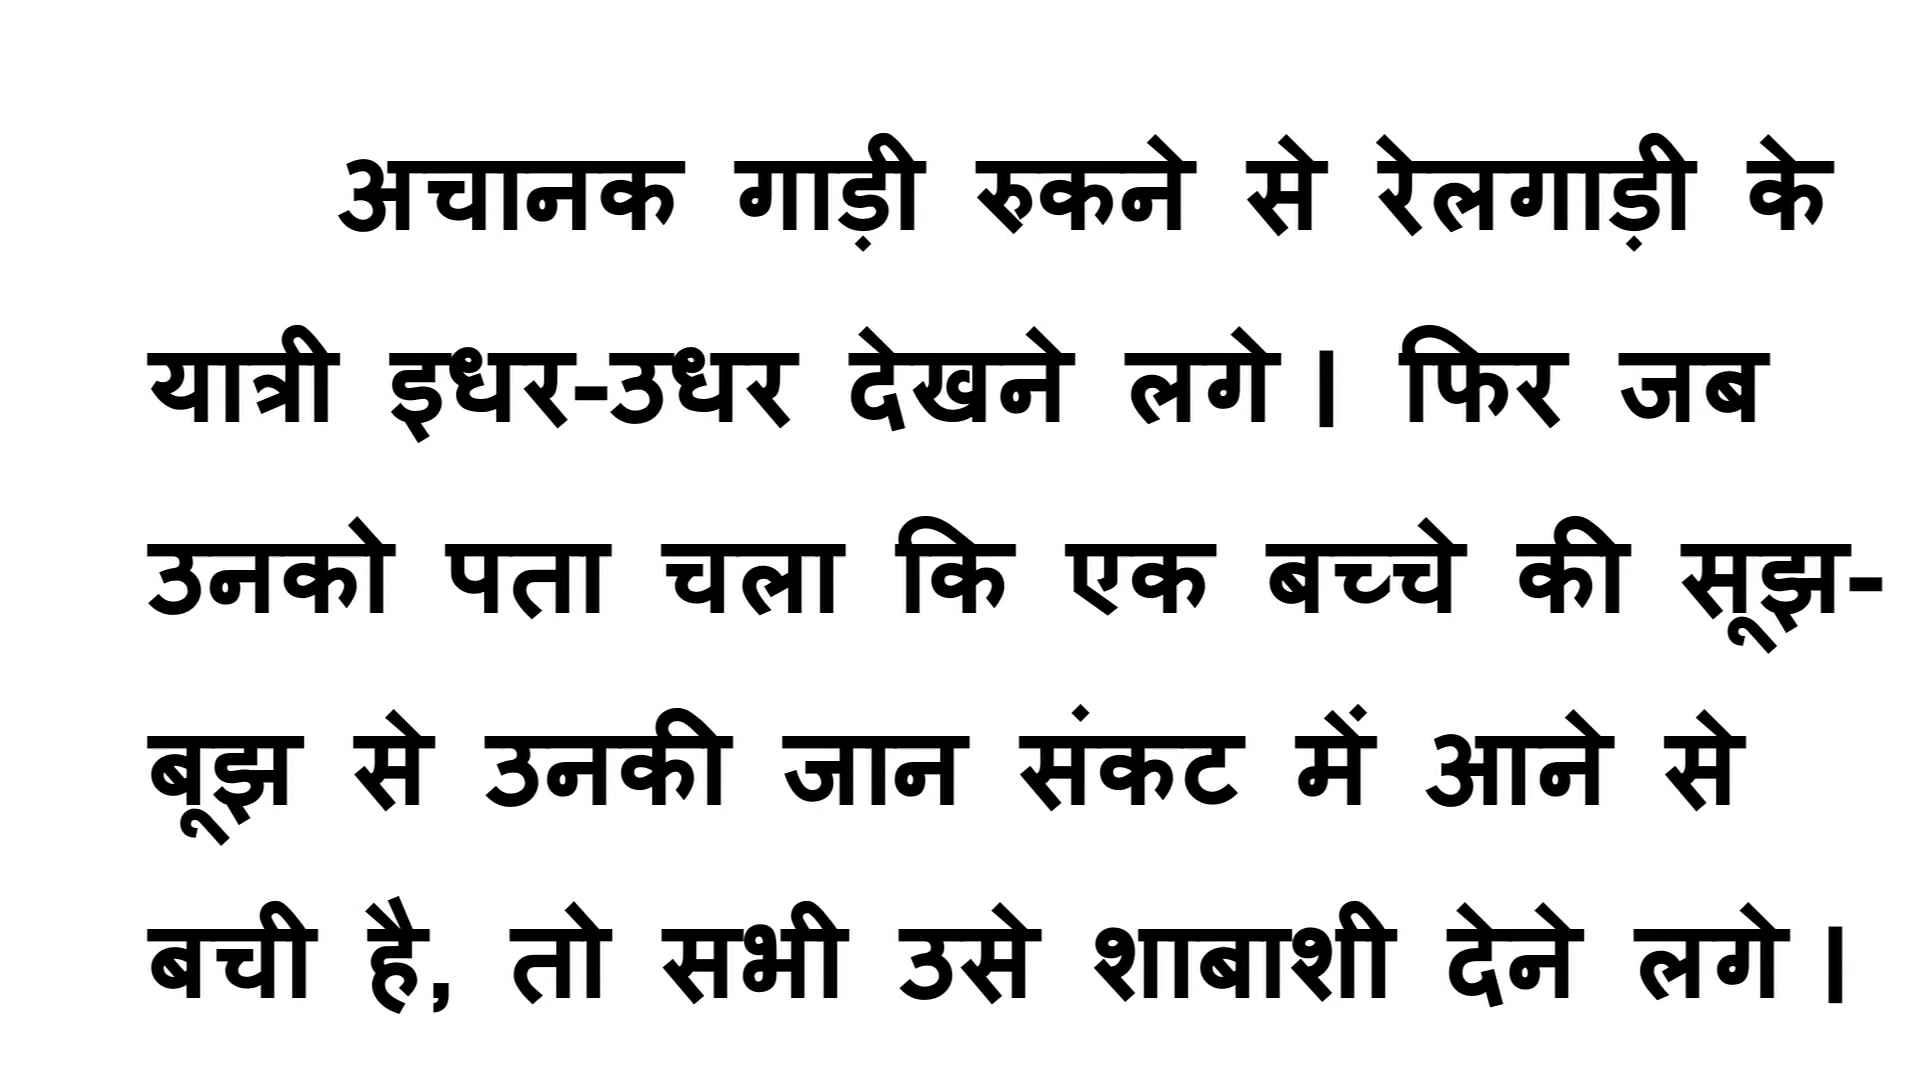 अचानक गाड़ी रुकने से रेलगाड़ी के
यात्री इधर-उधर देखने लगे। फिर जब
उनको पता चला कि एक बच्चे की सूझ-
बूझ से उनकी जान संकट में आने से
बची है, तो सभी उसे शाबाशी देने लगे।